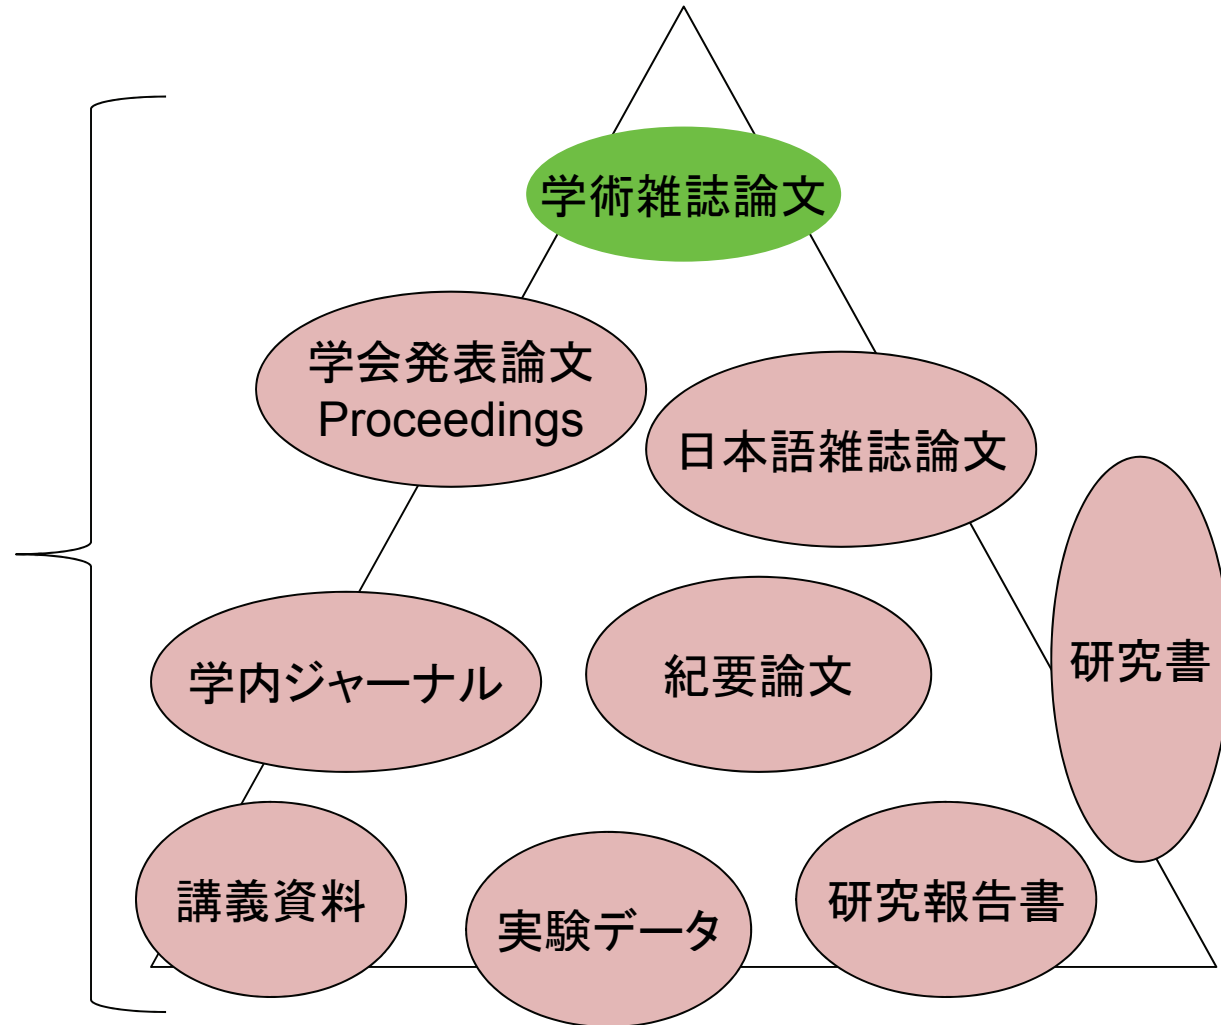 学術雑誌論文
学会発表論文
Proceedings
日本語雑誌論文
学内ジャーナル
紀要論文
研究書
講義資料
実験データ
研究報告書